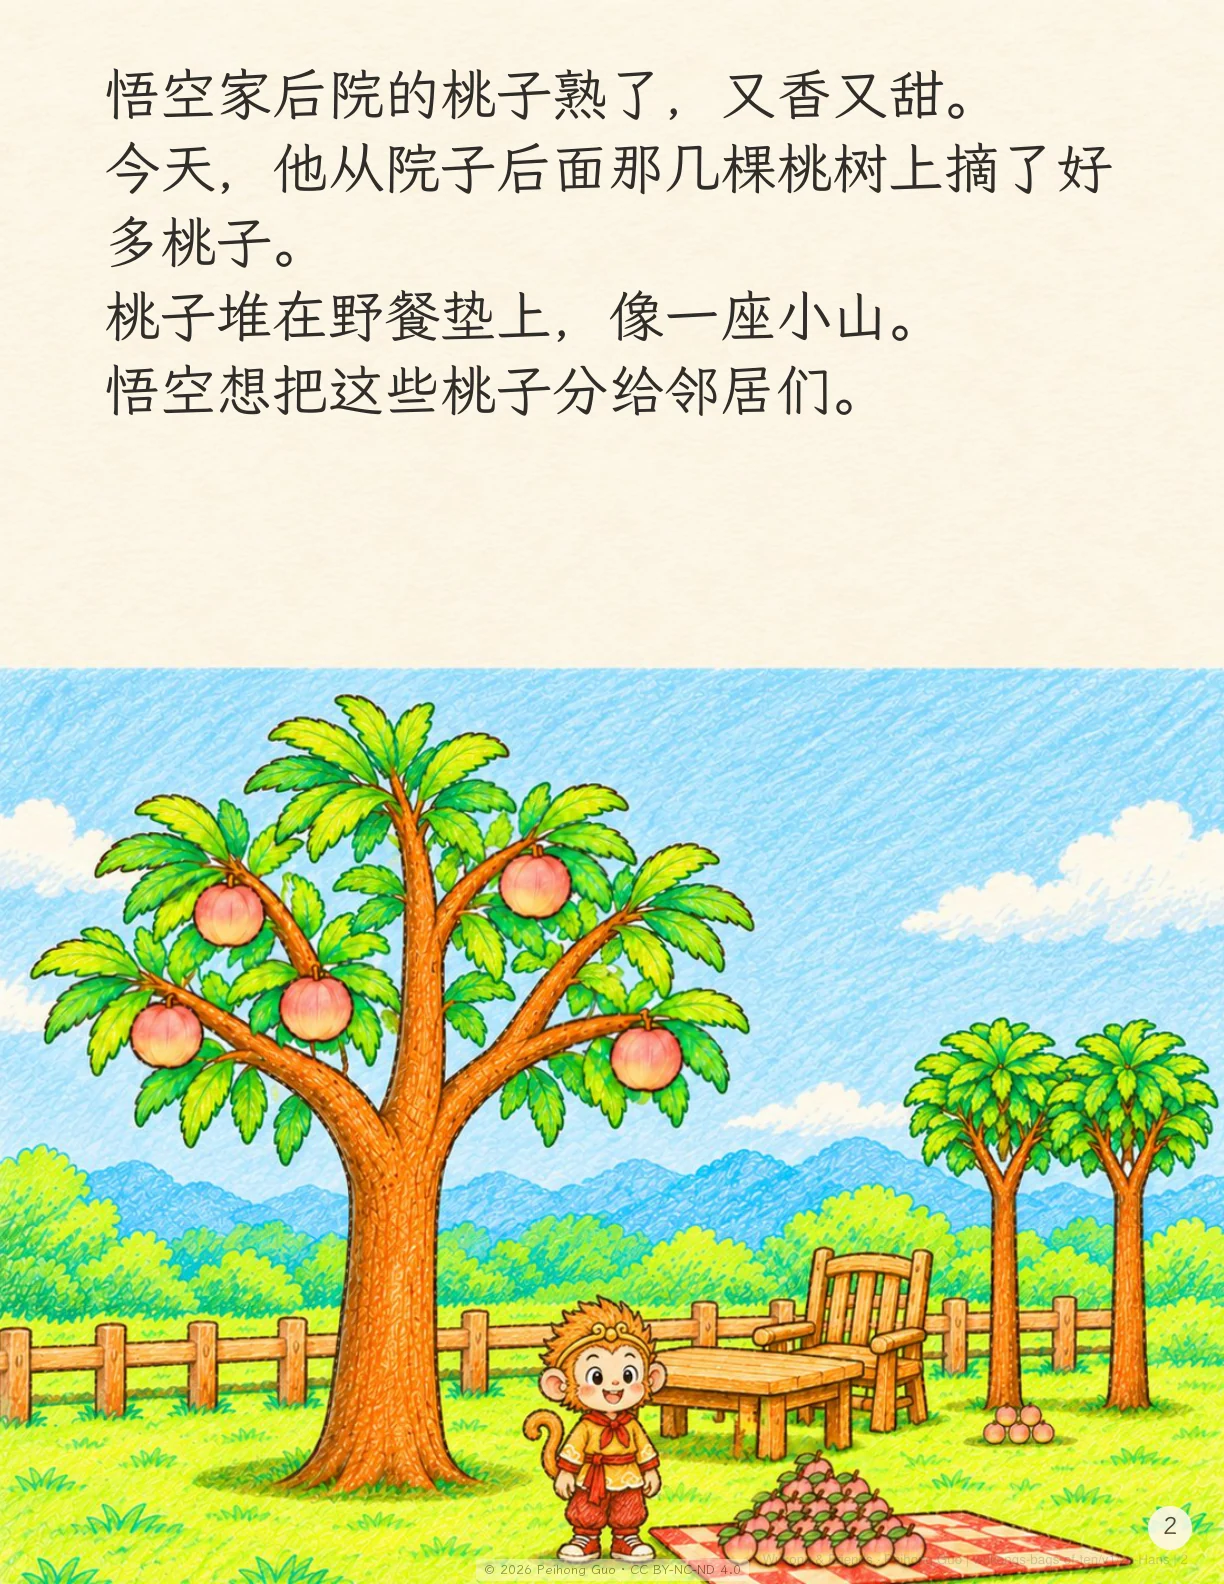 悟空家后院的桃子熟了，又香又甜。
今天，他从院子后面那几棵桃树上摘了好
多桃子。
桃子堆在野餐垫上，像一座小山。
悟空想把这些桃子分给邻居们。
2
© 2026 Peihong Guo • CC BY-NC-ND 4.0